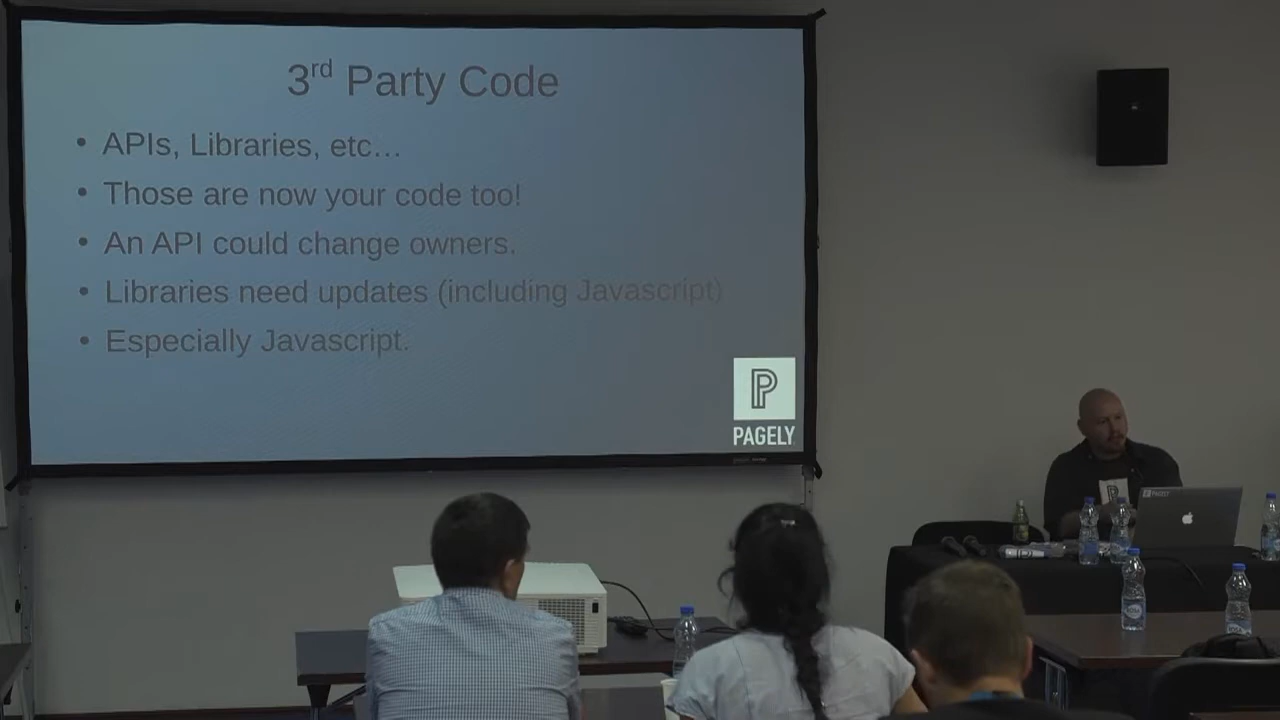 3rd Party Code
• APIs, Libraries, etc…
• Those are now your code too!
• An API could change owners.
• Libraries need updates (including Javascript)
• Especially Javascript.
P
PAGELY
PAGELY